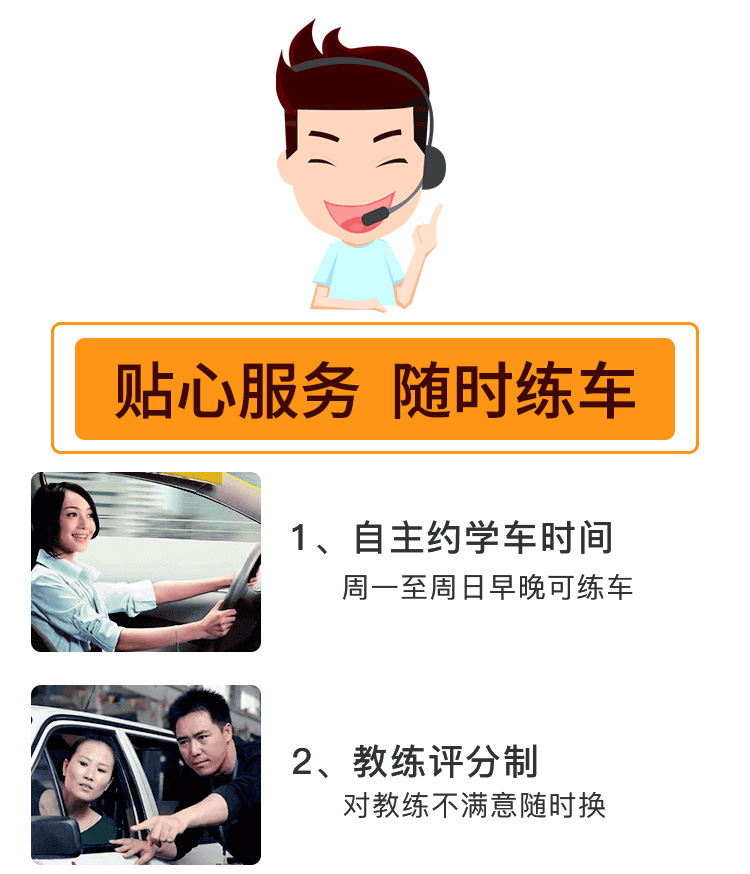 贴心服务 随时练车
1、自主约学车时间
周一至周日早晚可练车
2、教练评分制
对教练不满意随时换